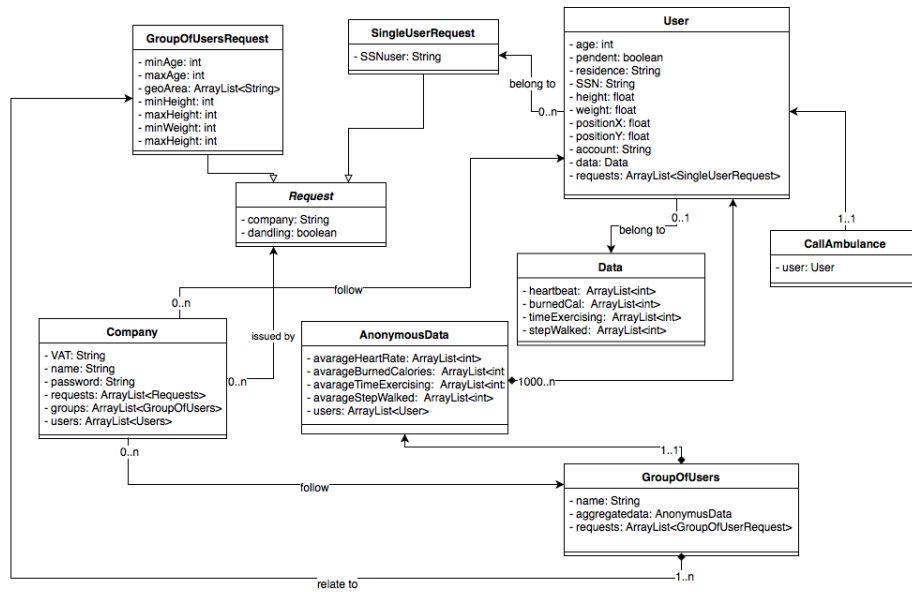 GroupOfUsersRequest
- minAge: int
- maxAge: int
- geoArea: ArrayList<String>
- minHeight: int
- maxHeight: int
- minWeight: int
- maxHeight: int
SingleUserRequest
- SSNuser: String
User
- age: int
- pendent: boolean
- residence: String
- SSN: String
- height: float
- weight: float
- positionX: float
- positionY: float
- account: String
- data: Data
- requests: ArrayList<SingleUserRequest>
belong to
0..n
Request
- company: String
- dandling: boolean
0..1
belong to
1..1
CallAmbulance
- user: User
Data
- heartbeat: ArrayList<int>
- burnedCal: ArrayList<int>
- timeExercising: ArrayList<int>
- stepWalked: ArrayList<int>
follow
0..n
issued by
Company
- VAT: String
- name: String
- password: String
- requests: ArrayList<Requests>
- groups: ArrayList<GroupOfUsers>
- users: ArrayList<Users>
0..n
AnonymousData
- avarageHeartRate: ArrayList<int>
- avarageBurnedCalories: ArrayList<int
- avarageTimeExercising: ArrayList<int>
- avarageStepWalked: ArrayList<int>
- users: ArrayList<User>
1000..n
0..n
follow
1..1
GroupOfUsers
- name: String
- aggregatedata: AnonymusData
- requests: ArrayList<GroupOfUserRequest>
1..n
relate to